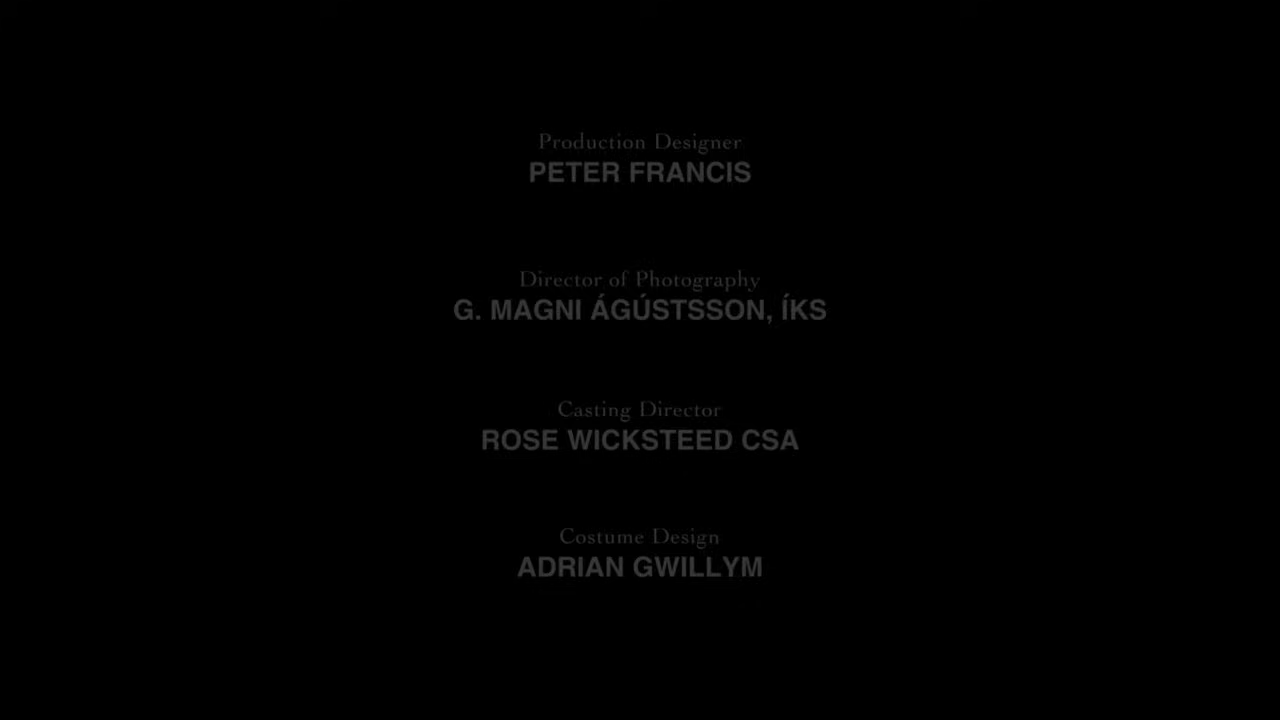 Production Designer
PETER FRANCIS
Director of Photography
G. MAGNI ÁGÚSTSSON, ÍKS
Casting Director
ROSE WICKSTEED CSA
Costume Design
ADRIAN GWILLYM